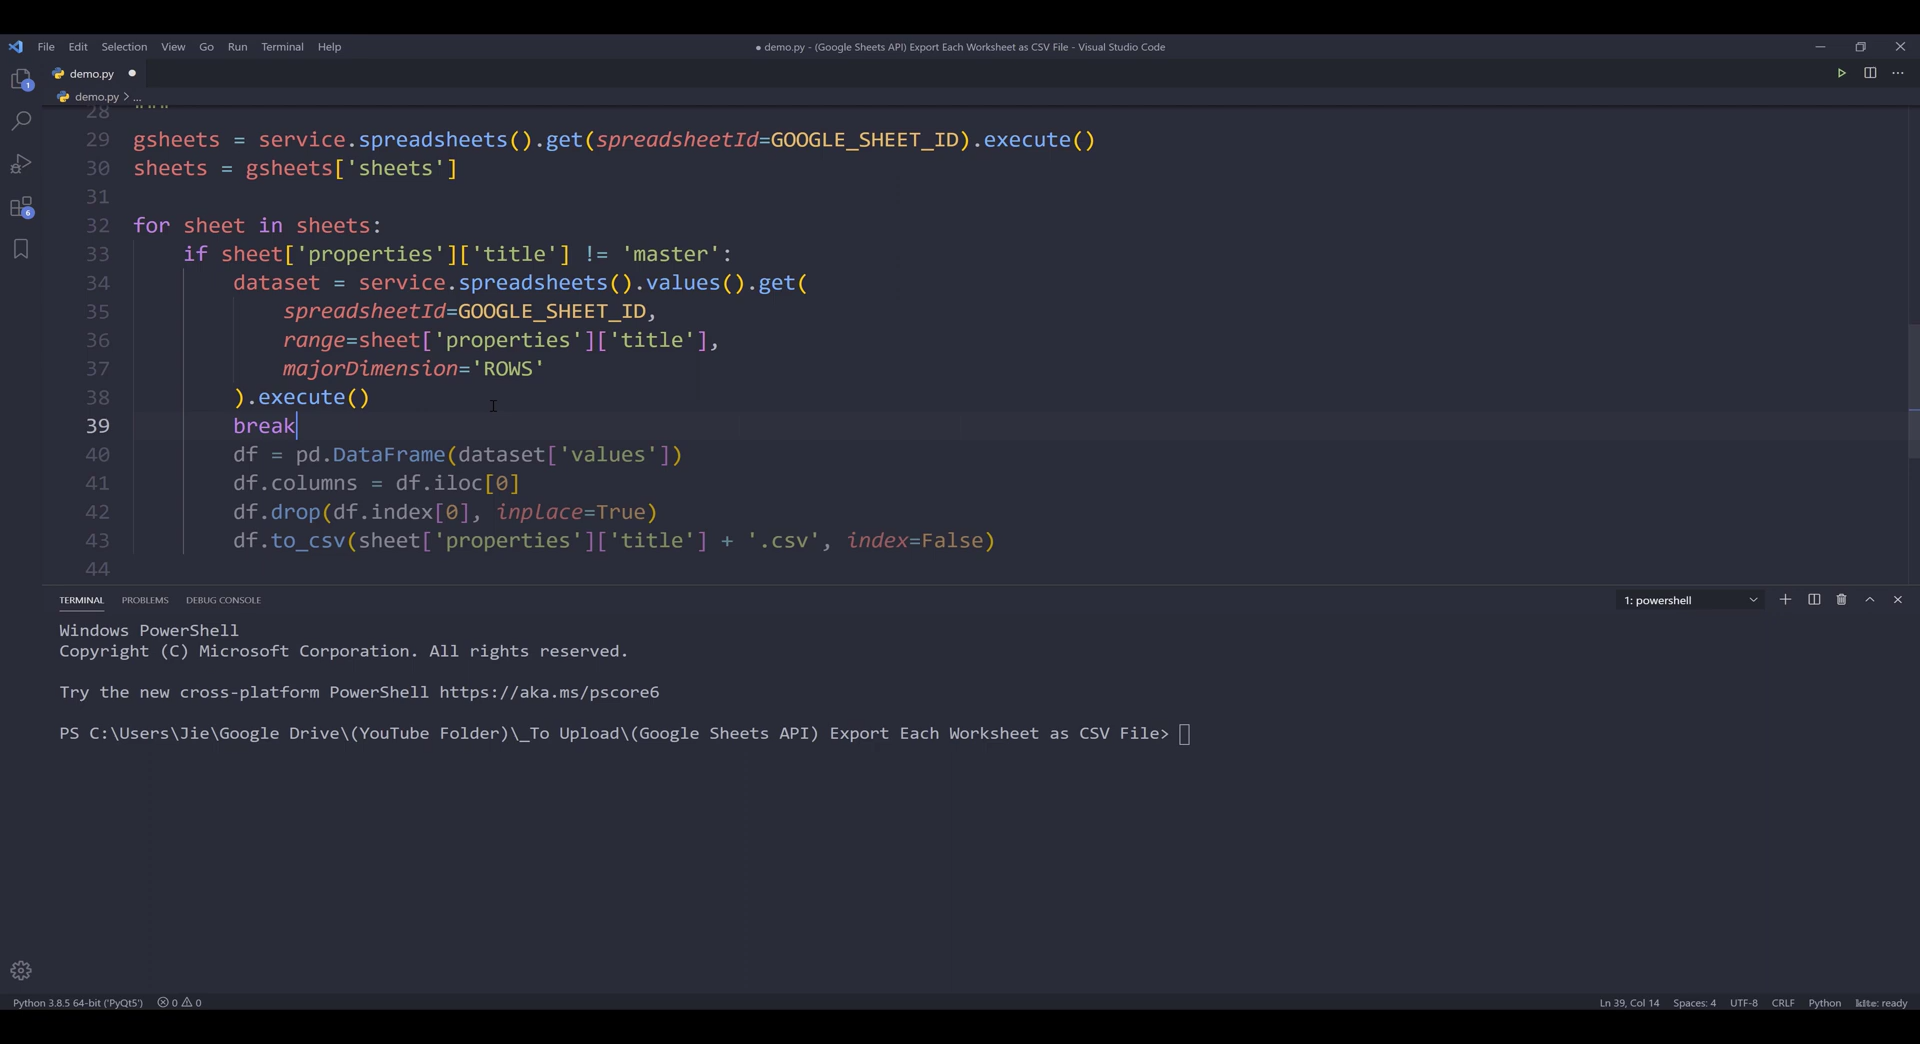 File Edit Selection View Go Run Terminal Help
● demo.py - (Google Sheets API) Export Each Worksheet as CSV File - Visual Studio Code
1
demo.py ●
demo.py > ...
28 """
29 gsheets = service.spreadsheets().get(spreadsheetId=GOOGLE_SHEET_ID).execute()
30 sheets = gsheets['sheets']
31
32 for sheet in sheets:
33 if sheet['properties']['title'] != 'master':
34 dataset = service.spreadsheets().values().get(
35 spreadsheetId=GOOGLE_SHEET_ID,
36 range=sheet['properties']['title'],
37 majorDimension='ROWS'
38 ).execute()
39 break
40 df = pd.DataFrame(dataset['values'])
41 df.columns = df.iloc[0]
42 df.drop(df.index[0], inplace=True)
43 df.to_csv(sheet['properties']['title'] + '.csv', index=False)
44
6
TERMINAL PROBLEMS DEBUG CONSOLE 1: powershell
Windows PowerShell
Copyright (C) Microsoft Corporation. All rights reserved.
Try the new cross-platform PowerShell https://aka.ms/pscore6
PS C:\Users\Jie\Google Drive\(YouTube Folder)\_To Upload\(Google Sheets API) Export Each Worksheet as CSV File>
Python 3.8.5 64-bit ('PyQt5') 0 0 Ln 39, Col 14 Spaces: 4 UTF-8 CRLF Python kite: ready